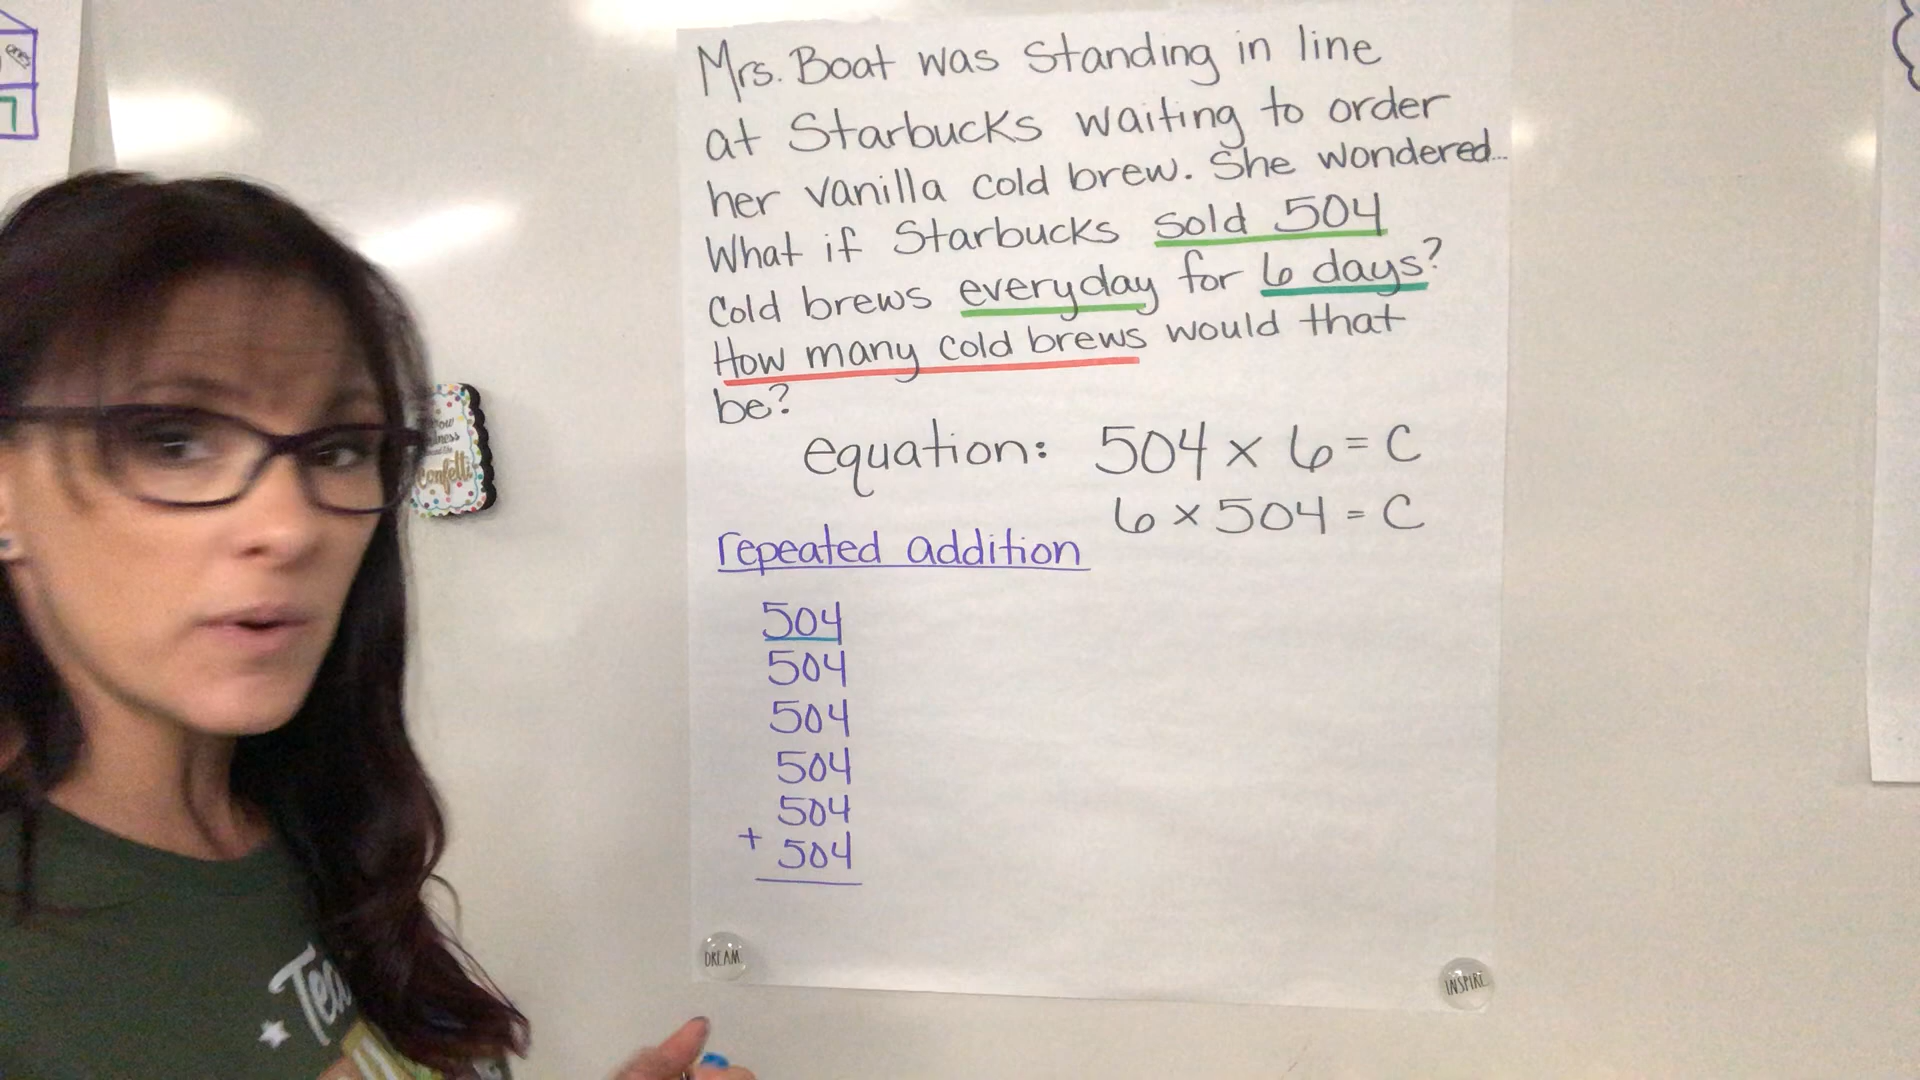 Mrs. Boat was standing in line
at Starbucks waiting to order
her vanilla cold brew. She wondered...
What if Starbucks sold 504
cold brews everyday for 6 days?
How many cold brews would that
be?
equation: 504 x 6 = C
6 x 504 = C
repeated addition
504
504
504
504
504
+ 504
DREAM
INSPIRE
Confetti